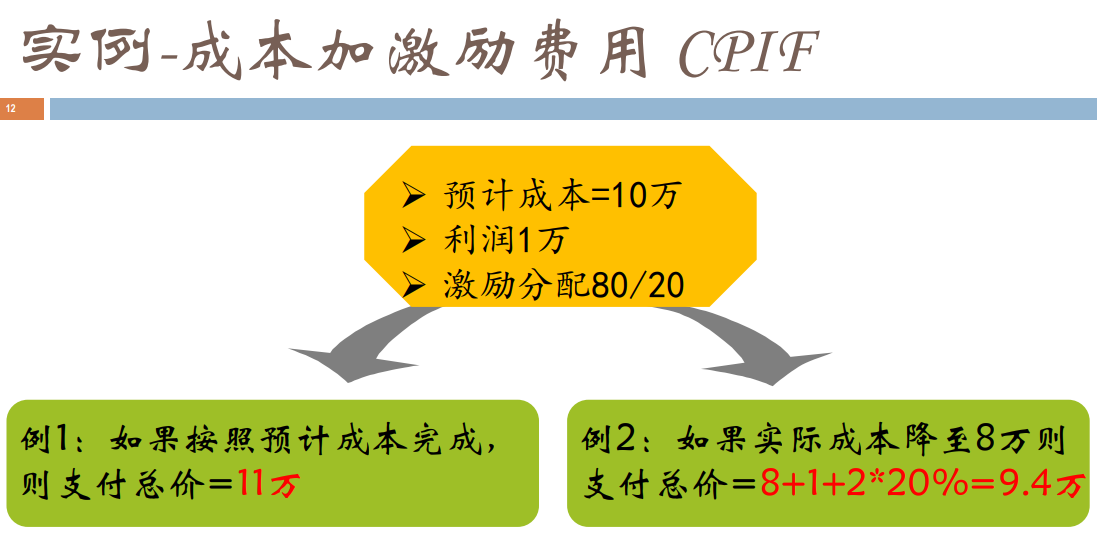 实例-成本加激励费用 CPIF
12
➢ 预计成本=10万
➢ 利润1万
➢ 激励分配80/20
例1：如果按照预计成本完成，
则支付总价=11万
例2：如果实际成本降至8万则
支付总价=8+1+2*20%=9.4万